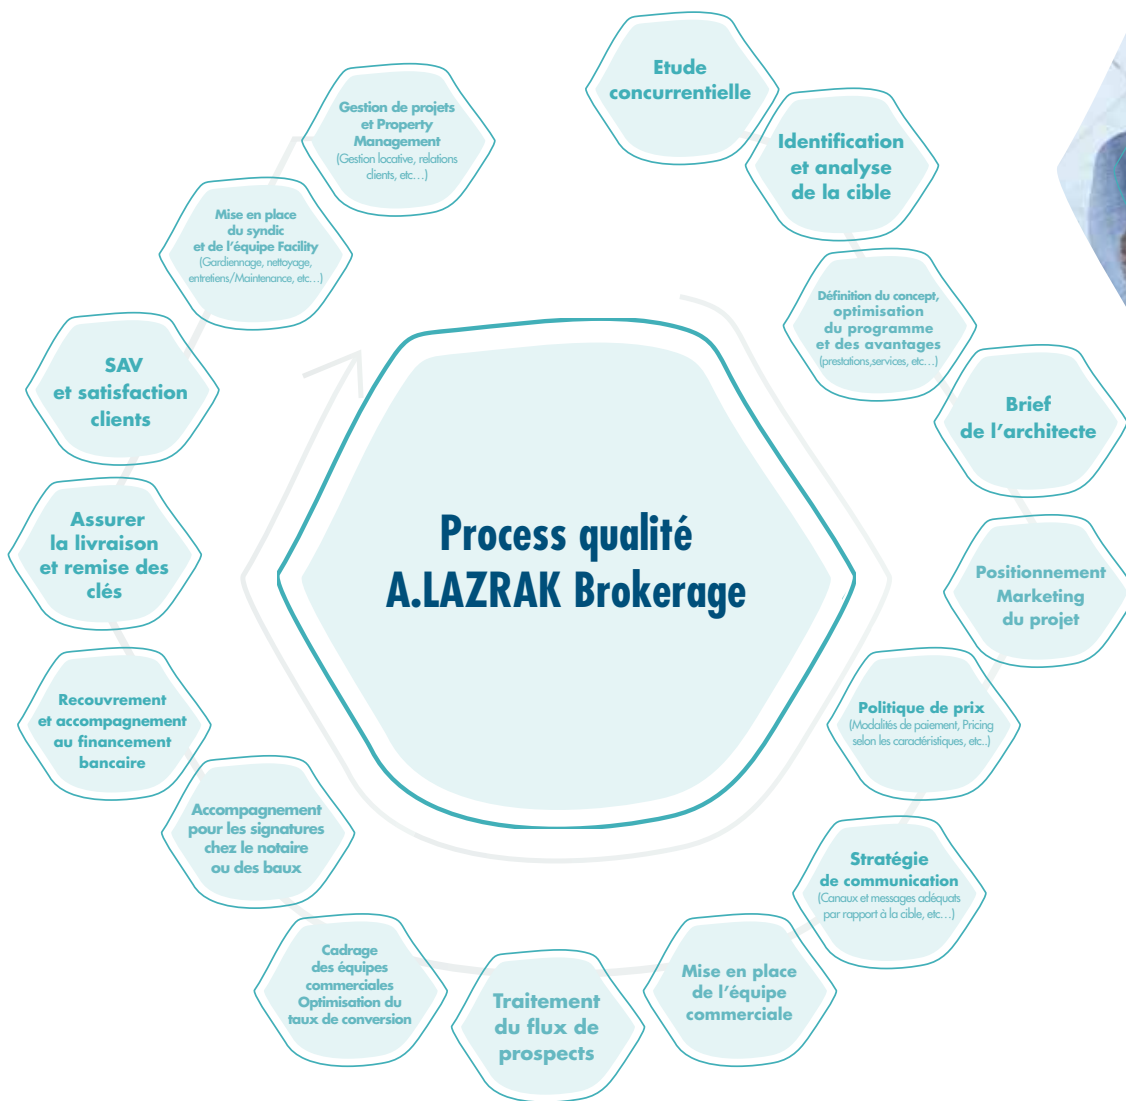 Process qualité
A.LAZRAK Brokerage
Etude
concurrentielle
Identification
et analyse
de la cible
Définition du concept,
optimisation
du programme
et des avantages
(prestations,services, etc...)
Brief
de l'architecte
Positionnement
Marketing
du projet
Politique de prix
(Modalités de paiement, Pricing
selon les caractéristiques, etc..)
Stratégie
de communication
(Canaux et messages adéquats
par rapport à la cible, etc...)
Mise en place
de l'équipe
commerciale
Traitement
du flux de
prospects
Cadrage
des équipes
commerciales
Optimisation du
taux de conversion
Accompagnement
pour les signatures
chez le notaire
ou des baux
Recouvrement
et accompagnement
au financement
bancaire
Assurer
la livraison
et remise des
clés
SAV
et satisfaction
clients
Mise en place
du syndic
et de l'équipe Facility
(Gardiennage, nettoyage,
entretiens/Maintenance, etc...)
Gestion de projets
et Property
Management
(Gestion locative, relations
clients, etc...)